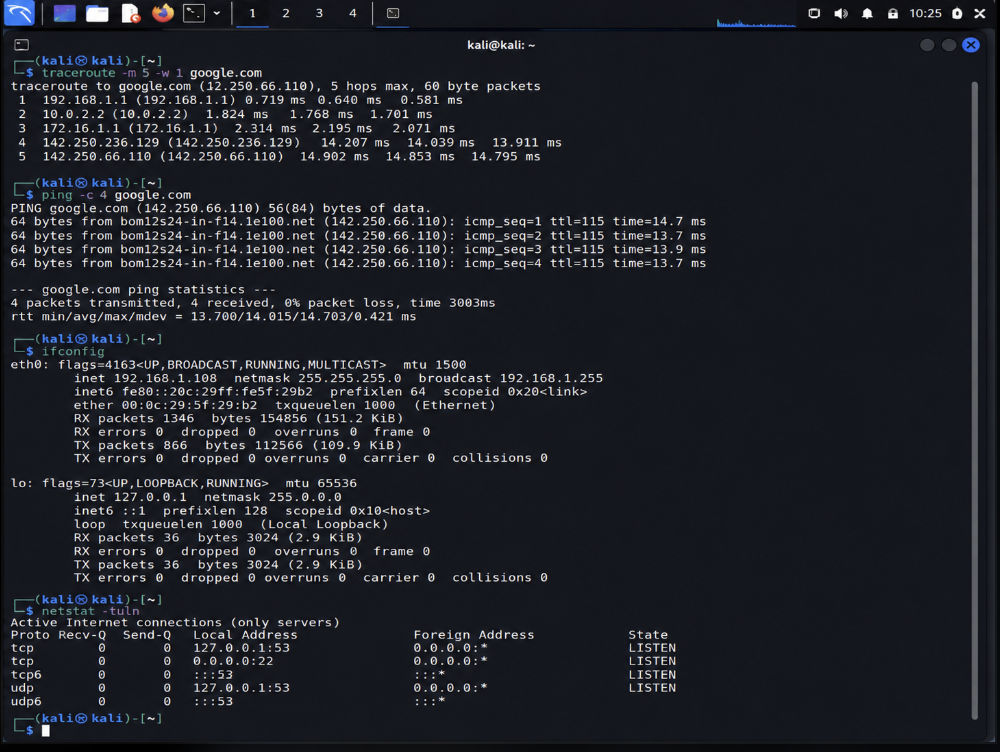 1 2 3 4 10:25
kali@kali: ~
┌──(kali㉿kali)-[~]
└─$ traceroute -m 5 -w 1 google.com
traceroute to google.com (12.250.66.110), 5 hops max, 60 byte packets
1 192.168.1.1 (192.168.1.1) 0.719 ms 0.640 ms 0.581 ms
2 10.0.2.2 (10.0.2.2) 1.824 ms 1.768 ms 1.701 ms
3 172.16.1.1 (172.16.1.1) 2.314 ms 2.195 ms 2.071 ms
4 142.250.236.129 (142.250.236.129) 14.207 ms 14.039 ms 13.911 ms
5 142.250.66.110 (142.250.66.110) 14.902 ms 14.853 ms 14.795 ms
┌──(kali㉿kali)-[~]
└─$ ping -c 4 google.com
PING google.com (142.250.66.110) 56(84) bytes of data.
64 bytes from bom12s24-in-f14.1e100.net (142.250.66.110): icmp_seq=1 ttl=115 time=14.7 ms
64 bytes from bom12s24-in-f14.1e100.net (142.250.66.110): icmp_seq=2 ttl=115 time=13.7 ms
64 bytes from bom12s24-in-f14.1e100.net (142.250.66.110): icmp_seq=3 ttl=115 time=13.9 ms
64 bytes from bom12s24-in-f14.1e100.net (142.250.66.110): icmp_seq=4 ttl=115 time=13.7 ms
--- google.com ping statistics ---
4 packets transmitted, 4 received, 0% packet loss, time 3003ms
rtt min/avg/max/mdev = 13.700/14.015/14.703/0.421 ms
┌──(kali㉿kali)-[~]
└─$ ifconfig
eth0: flags=4163<UP,BROADCAST,RUNNING,MULTICAST> mtu 1500
inet 192.168.1.108 netmask 255.255.255.0 broadcast 192.168.1.255
inet6 fe80::20c:29ff:fe5f:29b2 prefixlen 64 scopeid 0x20<link>
ether 00:0c:29:5f:29:b2 txqueuelen 1000 (Ethernet)
RX packets 1346 bytes 154856 (151.2 KiB)
RX errors 0 dropped 0 overruns 0 frame 0
TX packets 866 bytes 112566 (109.9 KiB)
TX errors 0 dropped 0 overruns 0 carrier 0 collisions 0
lo: flags=73<UP,LOOPBACK,RUNNING> mtu 65536
inet 127.0.0.1 netmask 255.0.0.0
inet6 ::1 prefixlen 128 scopeid 0x10<host>
loop txqueuelen 1000 (Local Loopback)
RX packets 36 bytes 3024 (2.9 KiB)
RX errors 0 dropped 0 overruns 0 frame 0
TX packets 36 bytes 3024 (2.9 KiB)
TX errors 0 dropped 0 overruns 0 carrier 0 collisions 0
┌──(kali㉿kali)-[~]
└─$ netstat -tuln
Active Internet connections (only servers)
Proto Recv-Q Send-Q Local Address Foreign Address State
tcp 0 0 127.0.0.1:53 0.0.0.0:* LISTEN
tcp 0 0 0.0.0.0:22 0.0.0.0:* LISTEN
tcp6 0 0 :::53 :::* LISTEN
udp 0 0 127.0.0.1:53 0.0.0.0:* LISTEN
udp6 0 0 :::53 :::*
┌──(kali㉿kali)-[~]
└─$